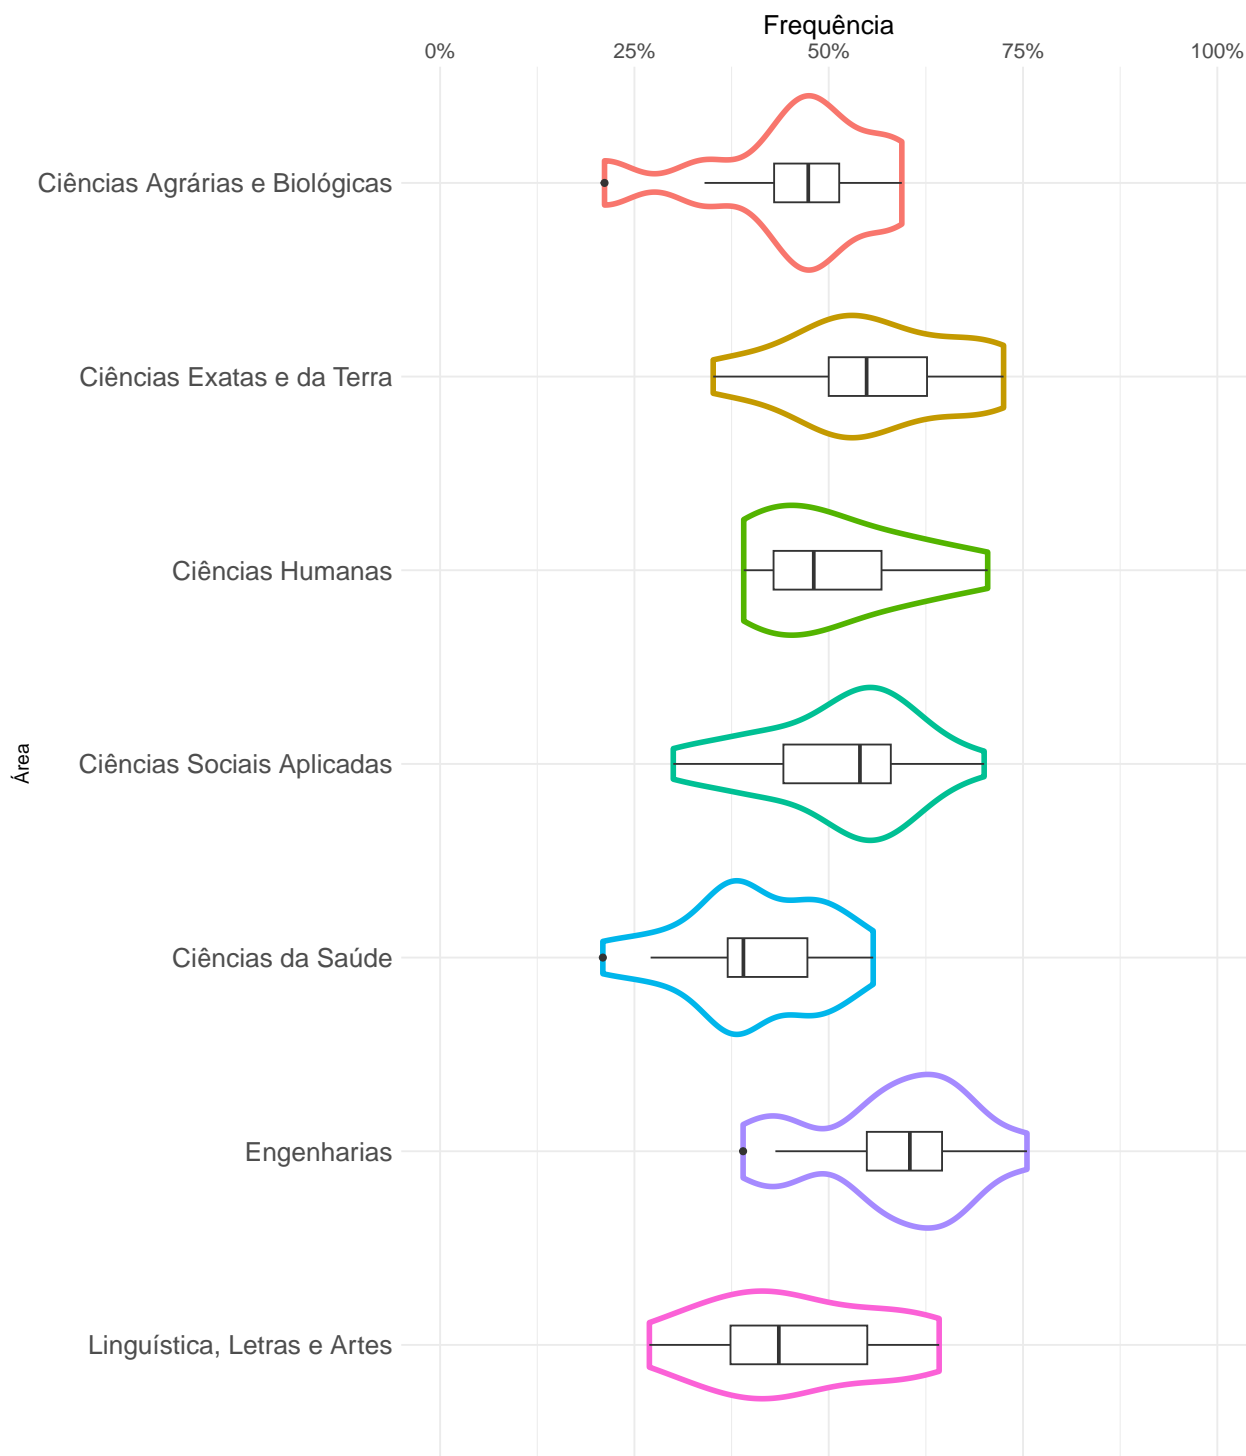 Frequência
0% 25% 50% 75% 100%
Ciências Agrárias e Biológicas
Ciências Exatas e da Terra
Ciências Humanas
Ciências Sociais Aplicadas
Área
Ciências da Saúde
Engenharias
Linguística, Letras e Artes